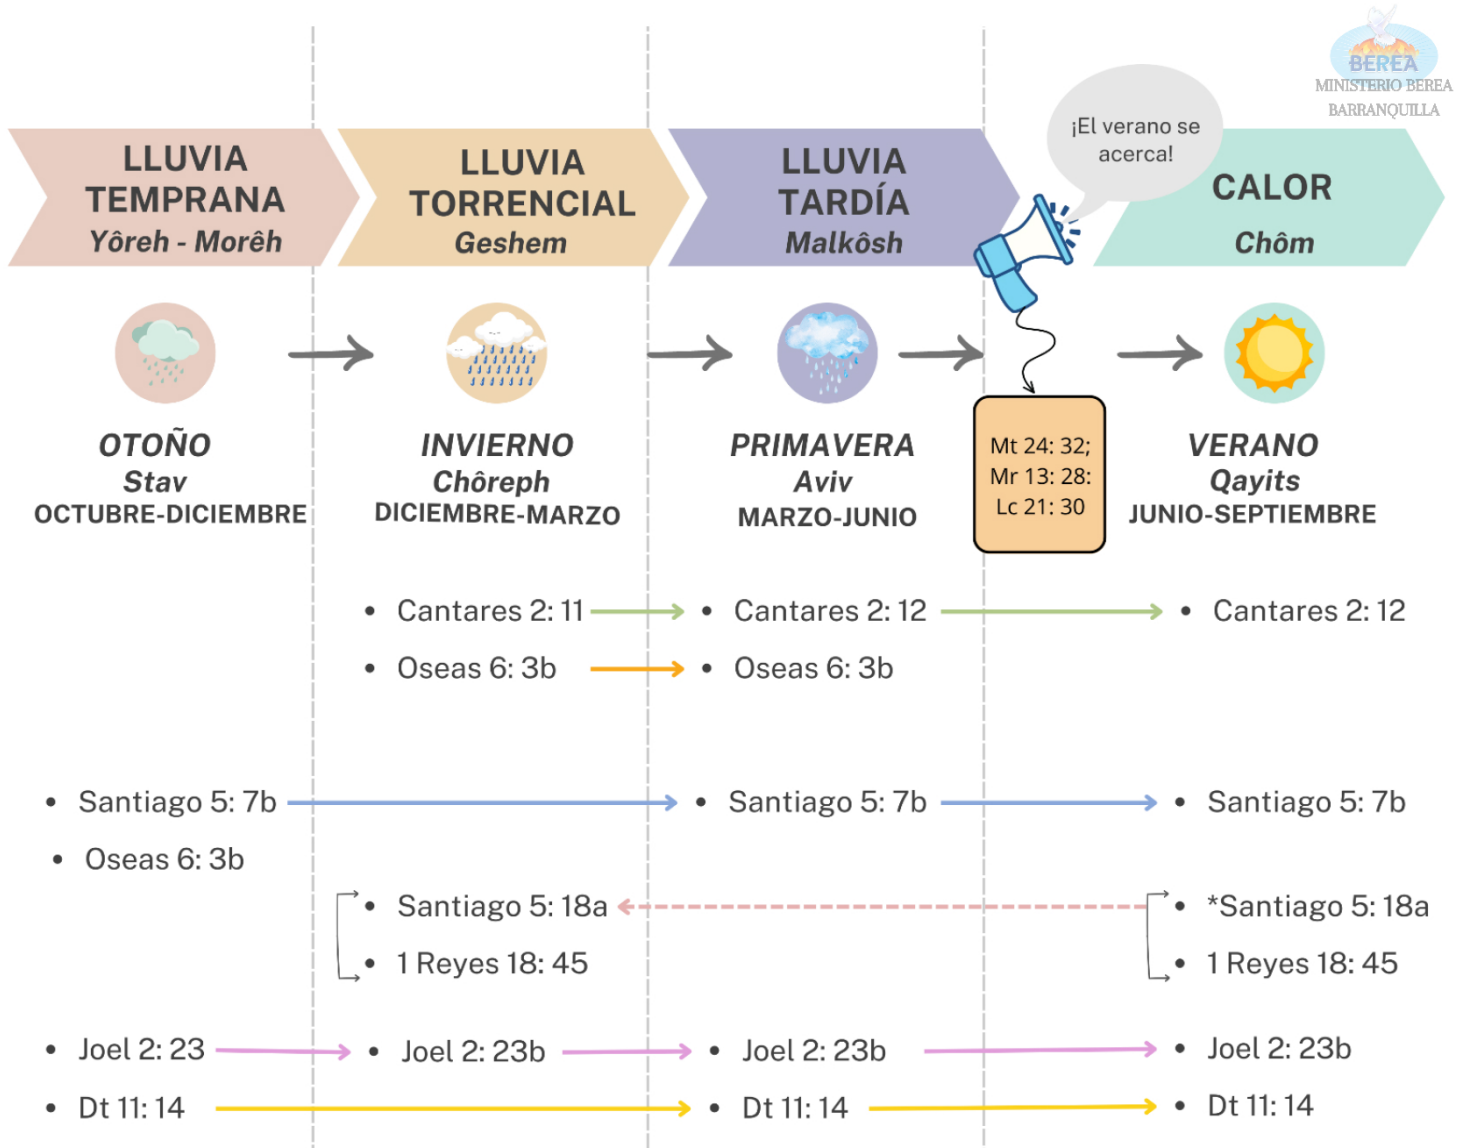 BEREA
MINISTERIO BEREA
BARRANQUILLA
¡El verano se
acerca!
LLUVIA
TEMPRANA
Yôreh - Morêh
LLUVIA
TORRENCIAL
Geshem
LLUVIA
TARDÍA
Malkôsh
CALOR
Chôm
OTOÑO
Stav
OCTUBRE-DICIEMBRE
INVIERNO
Chôreph
DICIEMBRE-MARZO
PRIMAVERA
Aviv
MARZO-JUNIO
Mt 24: 32;
Mr 13: 28:
Lc 21: 30
VERANO
Qayits
JUNIO-SEPTIEMBRE
• Cantares 2: 11
• Cantares 2: 12
• Cantares 2: 12
• Oseas 6: 3b
• Oseas 6: 3b
• Santiago 5: 7b
• Santiago 5: 7b
• Santiago 5: 7b
• Oseas 6: 3b
• Santiago 5: 18a
• *Santiago 5: 18a
• 1 Reyes 18: 45
• 1 Reyes 18: 45
• Joel 2: 23
• Joel 2: 23b
• Joel 2: 23b
• Joel 2: 23b
• Dt 11: 14
• Dt 11: 14
• Dt 11: 14